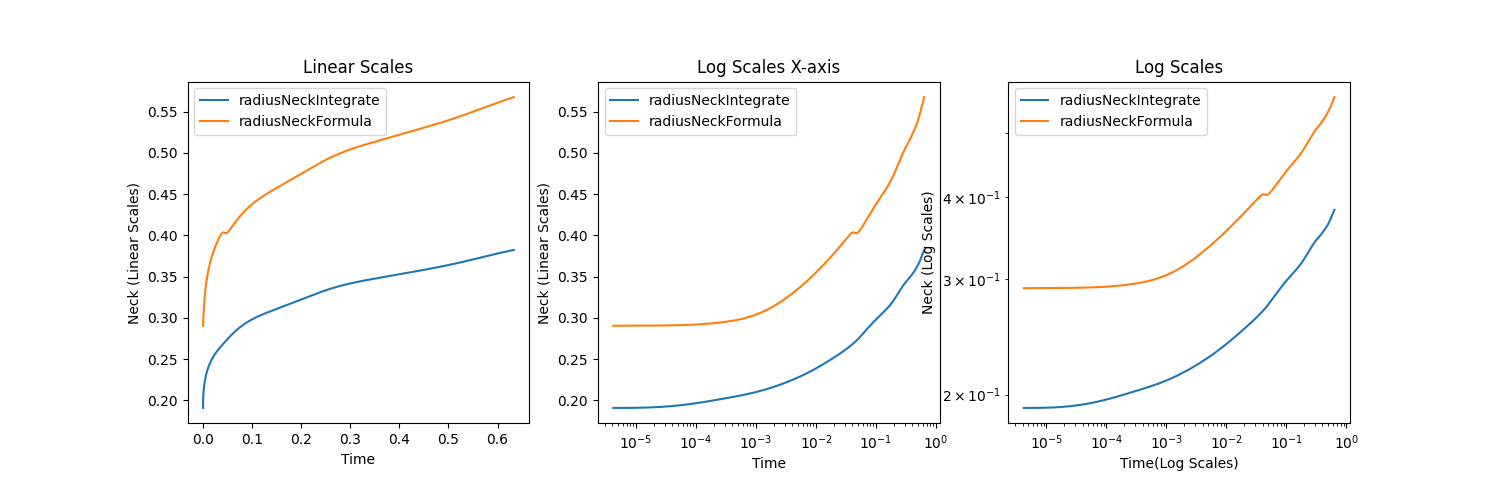 Linear Scales
radiusNeckIntegrate
radiusNeckFormula
Neck (Linear Scales)
0.55
0.50
0.45
0.40
0.35
0.30
0.25
0.20
0.0 0.1 0.2 0.3 0.4 0.5 0.6
Time
Log Scales X-axis
radiusNeckIntegrate
radiusNeckFormula
Neck (Linear Scales)
0.55
0.50
0.45
0.40
0.35
0.30
0.25
0.20
10⁻⁵ 10⁻⁴ 10⁻³ 10⁻² 10⁻¹ 10⁰
Time
Log Scales
radiusNeckIntegrate
radiusNeckFormula
Neck (Log Scales)
4 × 10⁻¹
3 × 10⁻¹
2 × 10⁻¹
10⁻⁵ 10⁻⁴ 10⁻³ 10⁻² 10⁻¹ 10⁰
Time(Log Scales)